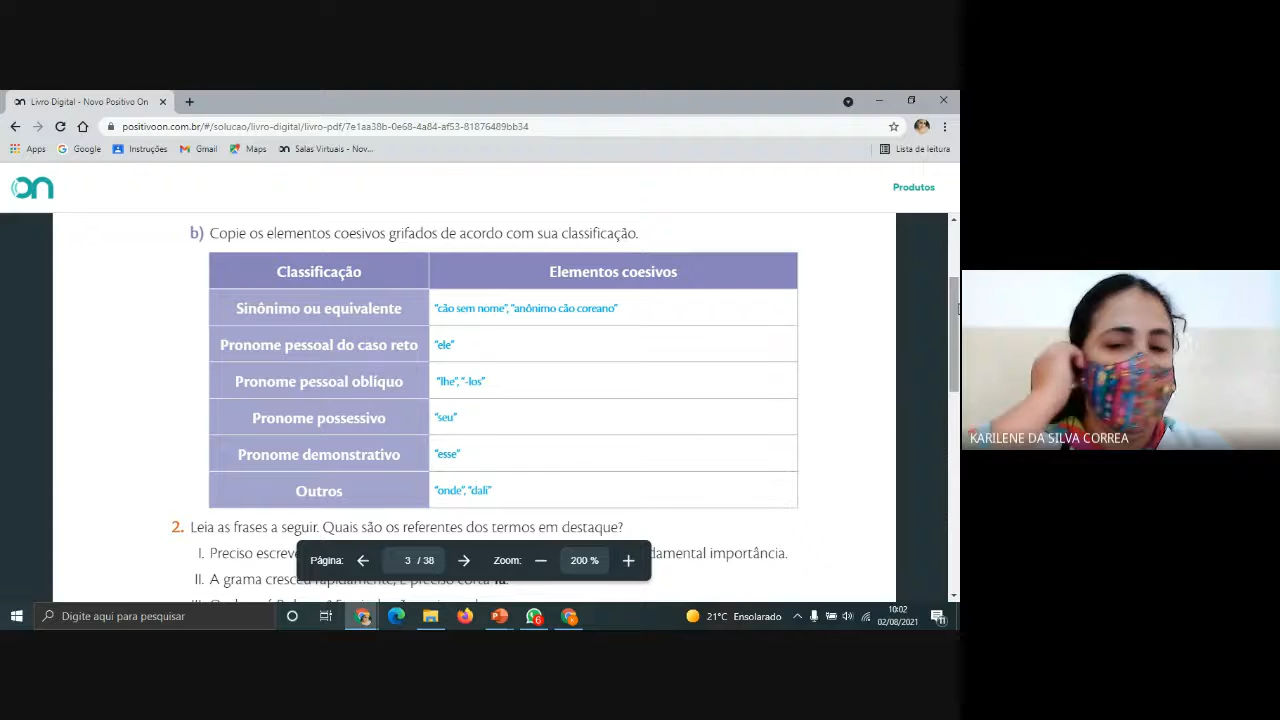 Livro Digital - Novo Positivo On
positivoon.com.br/#/solucao/livro-digital/livro-pdf/7e1aa38b-0e68-4a84-af53-81876489bb34
Apps Google Instruções Gmail Maps Salas Virtuais - Nov... Lista de leitura
on Produtos
b) Copie os elementos coesivos grifados de acordo com sua classificação.
Classificação Elementos coesivos
Sinônimo ou equivalente "cão sem nome", "anônimo cão coreano"
Pronome pessoal do caso reto "ele"
Pronome pessoal oblíquo "lhe", "-los"
Pronome possessivo "seu"
Pronome demonstrativo "esse"
Outros "onde", "dali"
2. Leia as frases a seguir. Quais são os referentes dos termos em destaque?
I. Preciso importância.
II. A grama
Página: 3 / 38 Zoom: 200 %
KARILENE DA SILVA CORREA
Digite aqui para pesquisar
6
21°C Ensolarado
10:02
02/08/2021
11